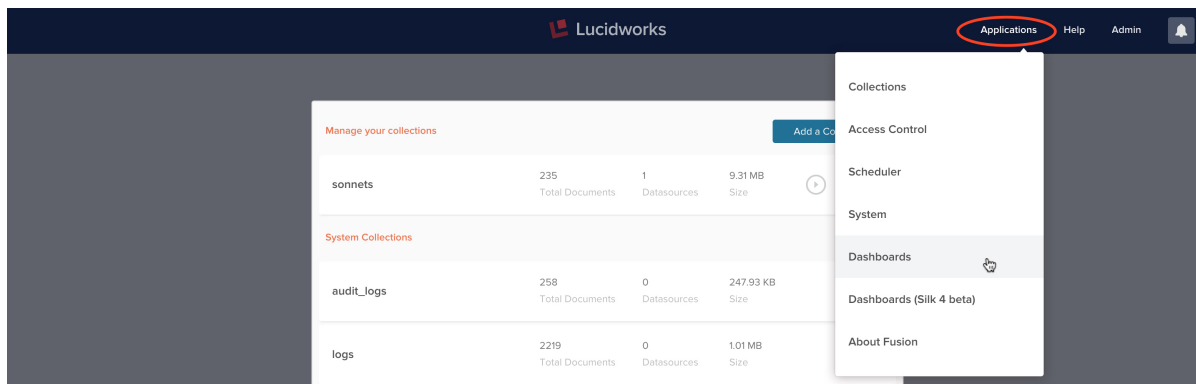 Lucidworks
Applications Help Admin
Collections
Access Control
Scheduler
System
Dashboards
Dashboards (Silk 4 beta)
About Fusion
Manage your collections
Add a Co
sonnets
235
Total Documents
1
Datasources
9.31 MB
Size
System Collections
audit_logs
258
Total Documents
0
Datasources
247.93 KB
Size
logs
2219
Total Documents
0
Datasources
1.01 MB
Size